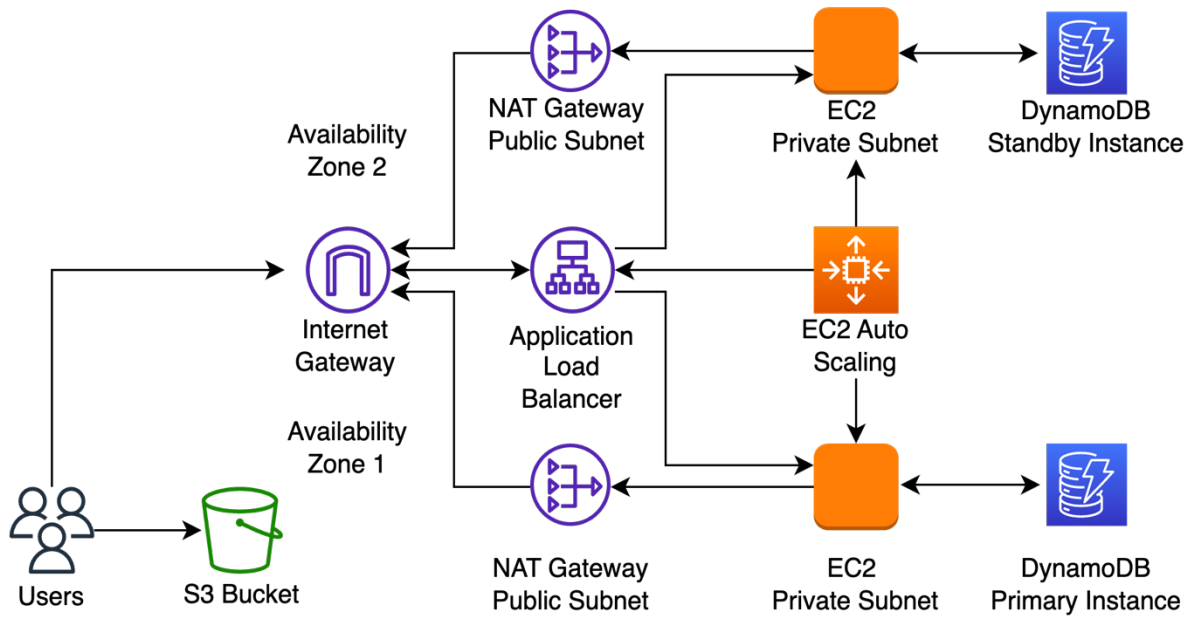 NAT Gateway
Public Subnet
EC2
Private Subnet
DynamoDB
Standby Instance
Availability
Zone 2
Internet
Gateway
Application
Load
Balancer
EC2 Auto
Scaling
Availability
Zone 1
Users
S3 Bucket
NAT Gateway
Public Subnet
EC2
Private Subnet
DynamoDB
Primary Instance